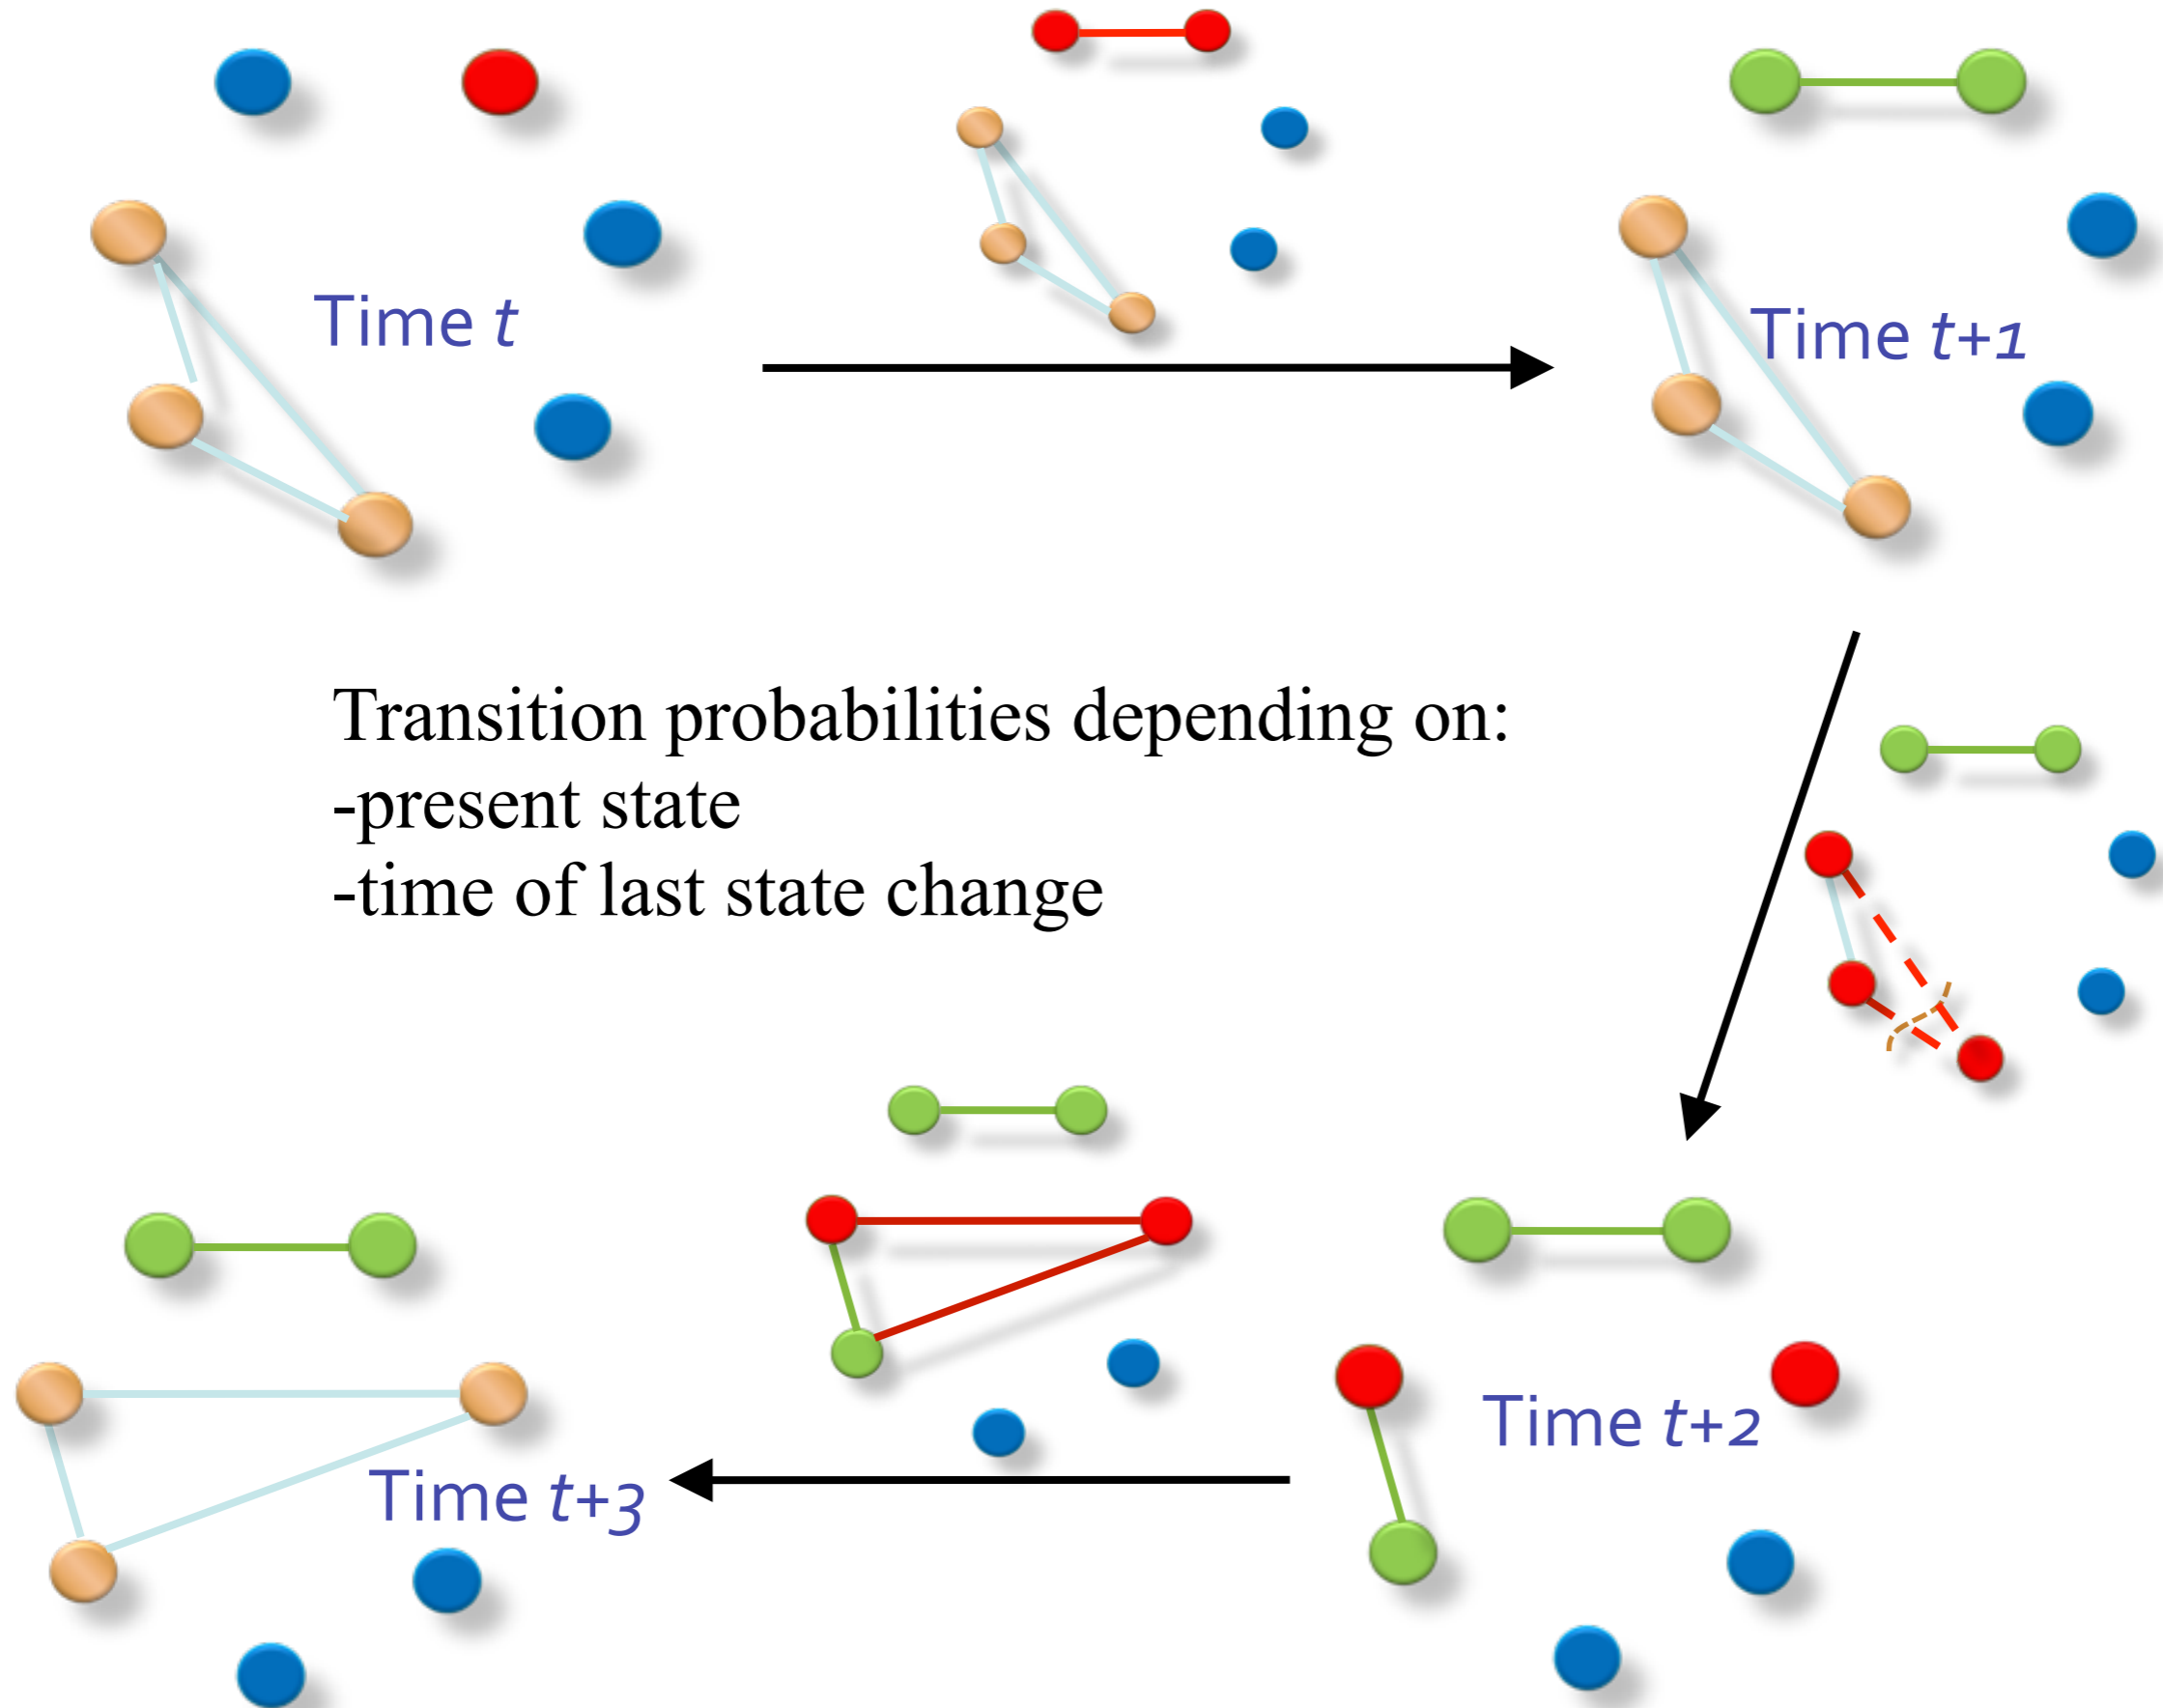 Time t
Time t+1
Transition probabilities depending on:
-present state
-time of last state change
Time t+2
Time t+3